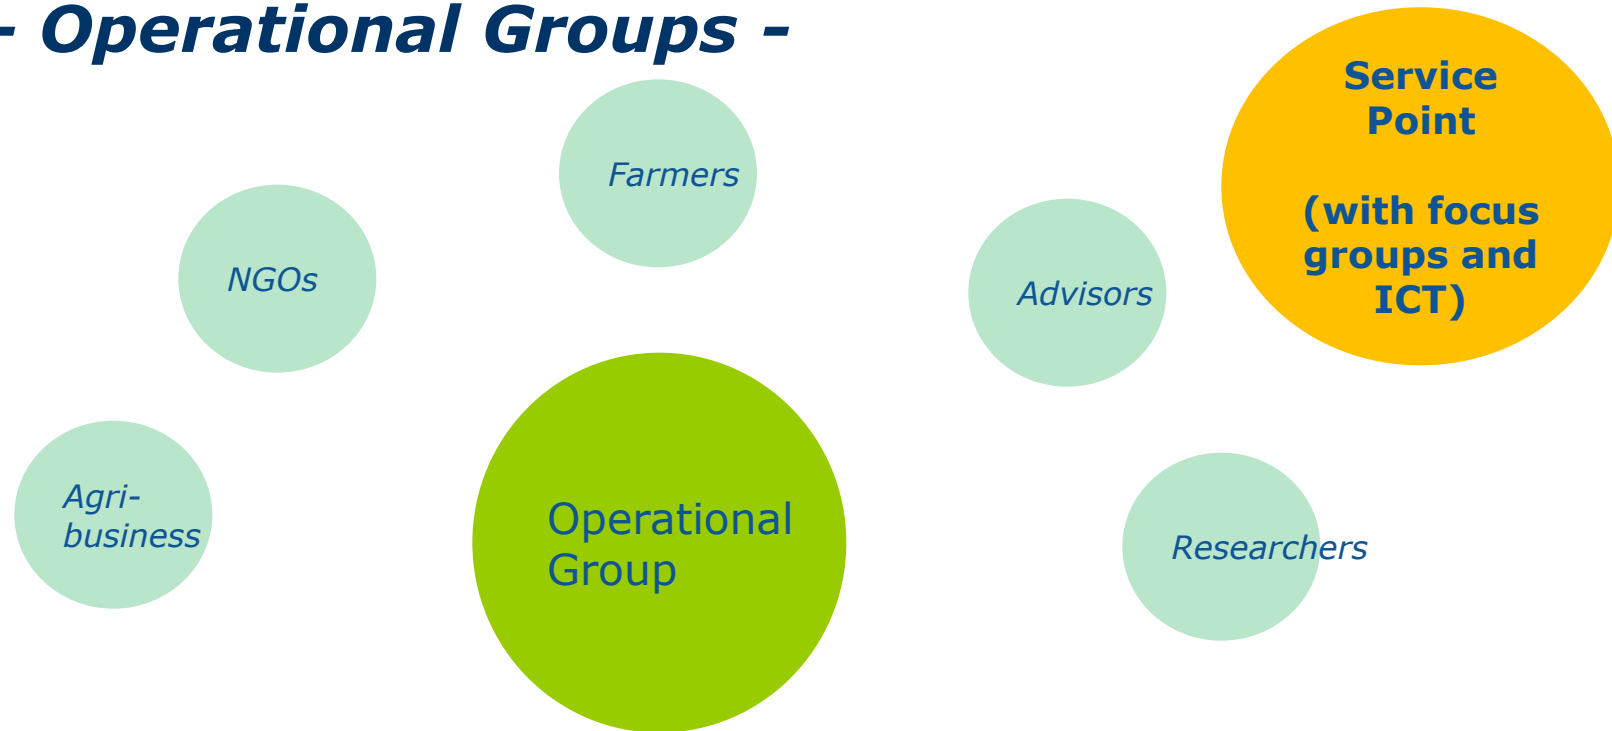 - Operational Groups –
Service
Point
(with focus
groups and
ICT)
Farmers
NGOs
Advisors
Agri-
business
Operational
Group
Researchers